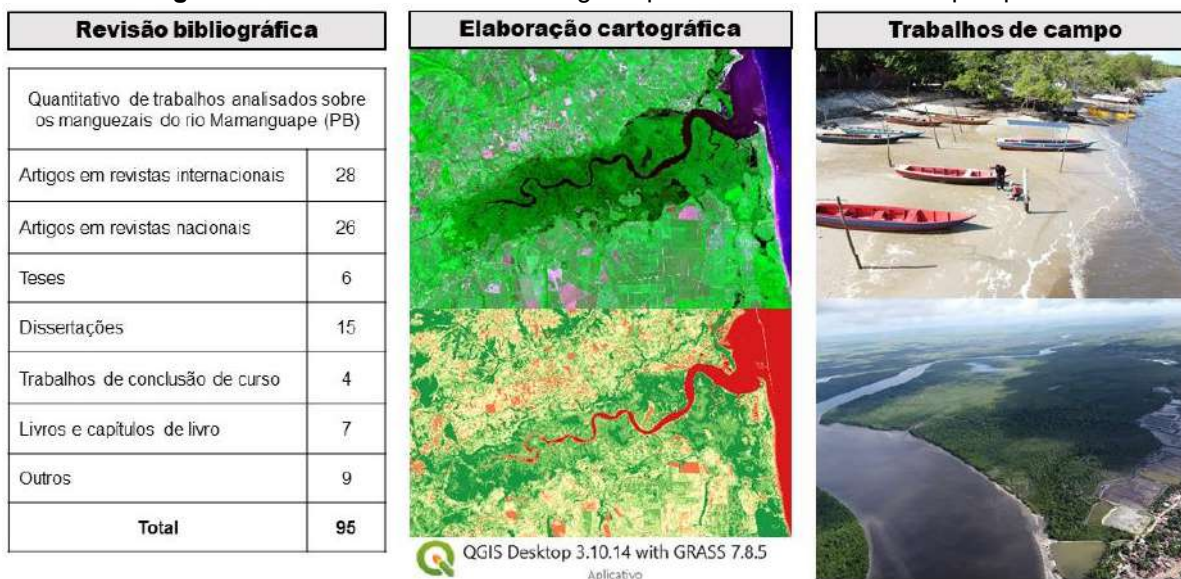 Revisão bibliográfica
Quantitativo de trabalhos analisados sobre
os manguezais do rio Mamanguape (PB)
Artigos em revistas internacionais 28
Artigos em revistas nacionais 26
Teses 6
Dissertações 15
Trabalhos de conclusão de curso 4
Livros e capítulos de livro 7
Outros 9
Total 95
Elaboração cartográfica
QGIS Desktop 3.10.14 with GRASS 7.8.5
Aplicativo
Trabalhos de campo